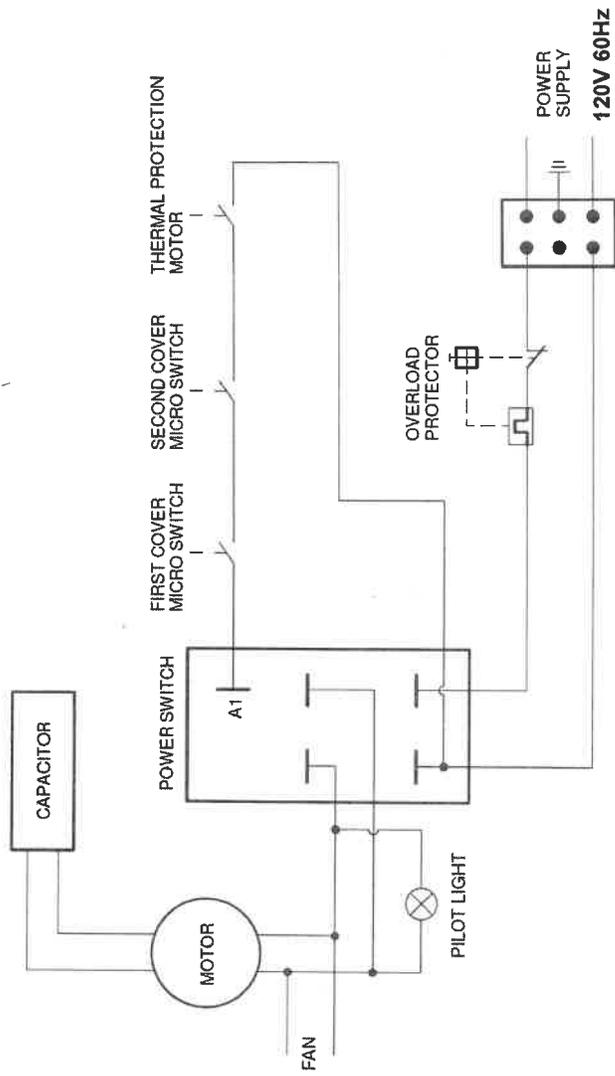 CAPACITOR
MOTOR
FAN
PILOT LIGHT
POWER SWITCH
A1
FIRST COVER
MICRO SWITCH
SECOND COVER
MICRO SWITCH
THERMAL PROTECTION
MOTOR
OVERLOAD
PROTECTOR
POWER
SUPPLY
120V 60Hz